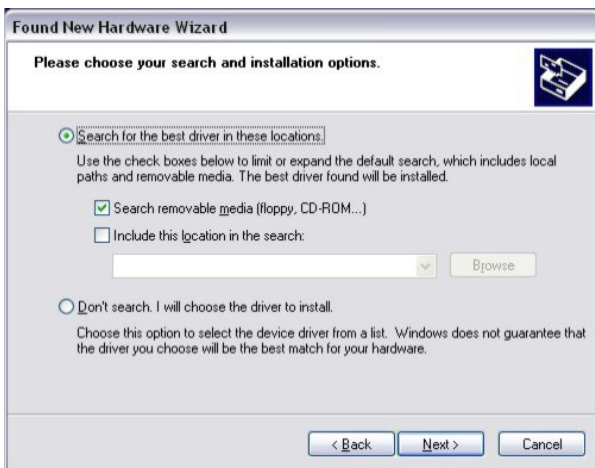 Found New Hardware Wizard
Please choose your search and installation options.
Search for the best driver in these locations.
Use the check boxes below to limit or expand the default search, which includes local
paths and removable media. The best driver found will be installed.
Search removable media (floppy, CD-ROM...)
Include this location in the search:
Browse
Don't search. I will choose the driver to install.
Choose this option to select the device driver from a list. Windows does not guarantee that
the driver you choose will be the best match for your hardware.
< Back Next > Cancel